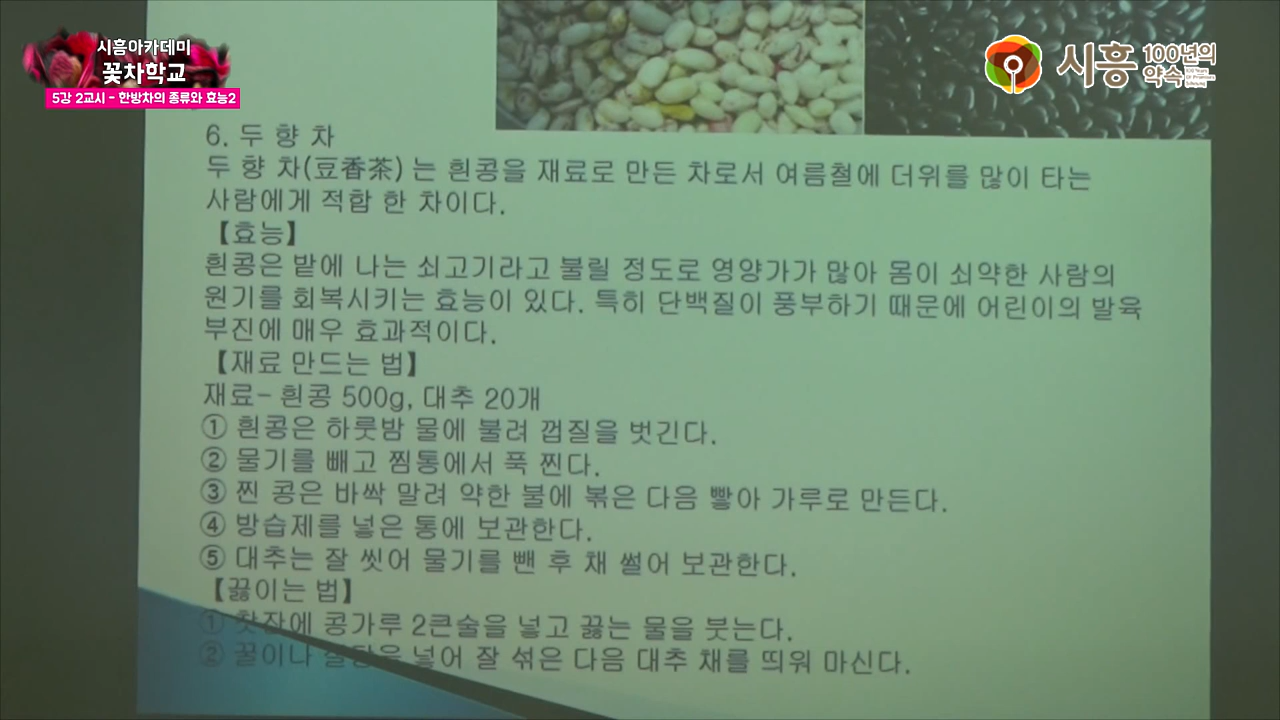 시흥아카데미
꽃차학교
5강 2교시 - 한방차의 종류와 효능2
시흥 100년의 약속
6. 두 향 차
두 향 차(豆香茶) 는 흰콩을 재료로 만든 차로서 여름철에 더위를 많이 타는
사람에게 적합 한 차이다.
【효능】
흰콩은 밭에 나는 쇠고기라고 불릴 정도로 영양가가 많아 몸이 쇠약한 사람의
원기를 회복시키는 효능이 있다. 특히 단백질이 풍부하기 때문에 어린이의 발육
부진에 매우 효과적이다.
【재료 만드는 법】
재료- 흰콩 500g, 대추 20개
① 흰콩은 하룻밤 물에 불려 껍질을 벗긴다.
② 물기를 빼고 찜통에서 푹 찐다.
③ 찐 콩은 바싹 말려 약한 불에 볶은 다음 빻아 가루로 만든다.
④ 방습제를 넣은 통에 보관한다.
⑤ 대추는 잘 씻어 물기를 뺀 후 채 썰어 보관한다.
【끓이는 법】
① 찻잔에 콩가루 2큰술을 넣고 끓는 물을 붓는다.
② 꿀이나 설탕을 넣어 잘 섞은 다음 대추 채를 띄워 마신다.